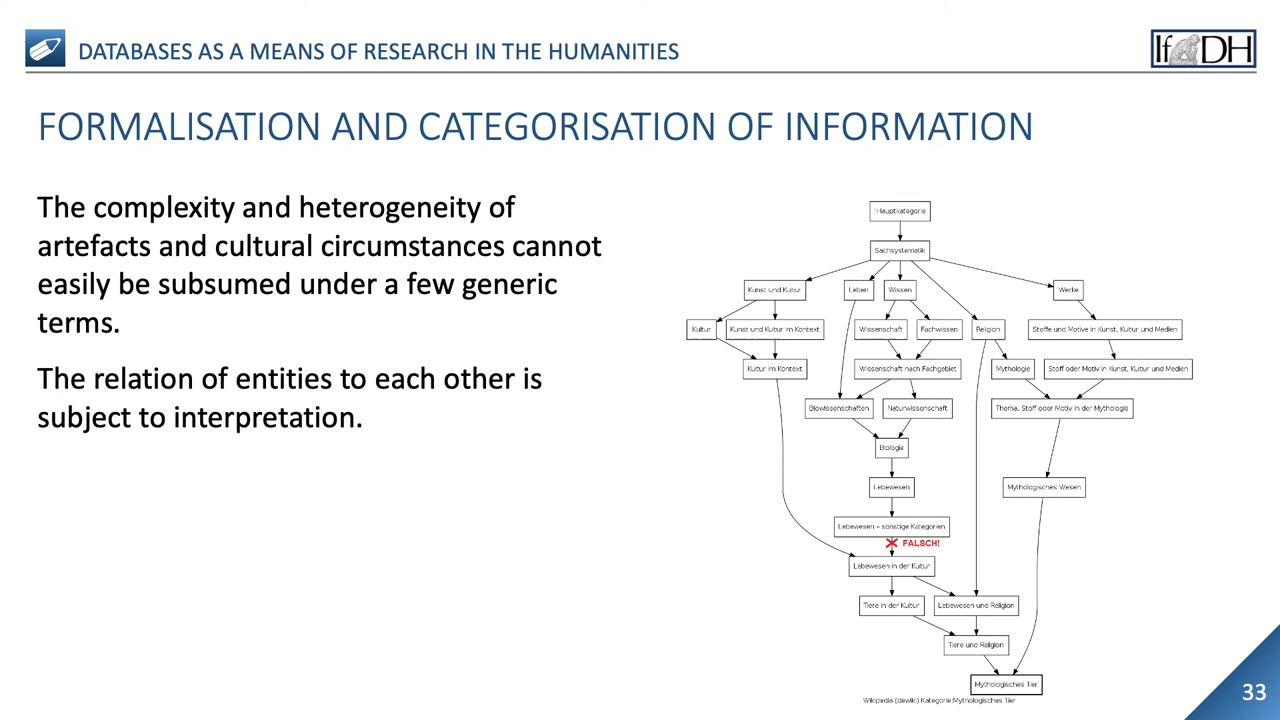 DATABASES AS A MEANS OF RESEARCH IN THE HUMANITIES
IfDH
FORMALISATION AND CATEGORISATION OF INFORMATION
The complexity and heterogeneity of
artefacts and cultural circumstances cannot
easily be subsumed under a few generic
terms.
The relation of entities to each other is
subject to interpretation.
!Hauptkategorie
Sachsystematik
Kunst und Kultur
Leben
Wissen
Werke
Kultur
Kunst und Kultur im Kontext
Wissenschaft
Fachwissen
Religion
Stoffe und Motive in Kunst, Kultur und Medien
Kultur im Kontext
Wissenschaft nach Fachgebiet
Mythologie
Stoff oder Motiv in Kunst, Kultur und Medien
Biowissenschaften
Naturwissenschaft
Thema, Stoff oder Motiv in der Mythologie
Biologie
Lebewesen
Mythologisches Wesen
Lebewesen - sonstige Kategorien
FALSCH!
Lebewesen in der Kultur
Tiere in der Kultur
Lebewesen und Religion
Tiere und Religion
Mythologisches Tier
Wikipedia (dewiki) Kategorie:Mythologisches Tier
33